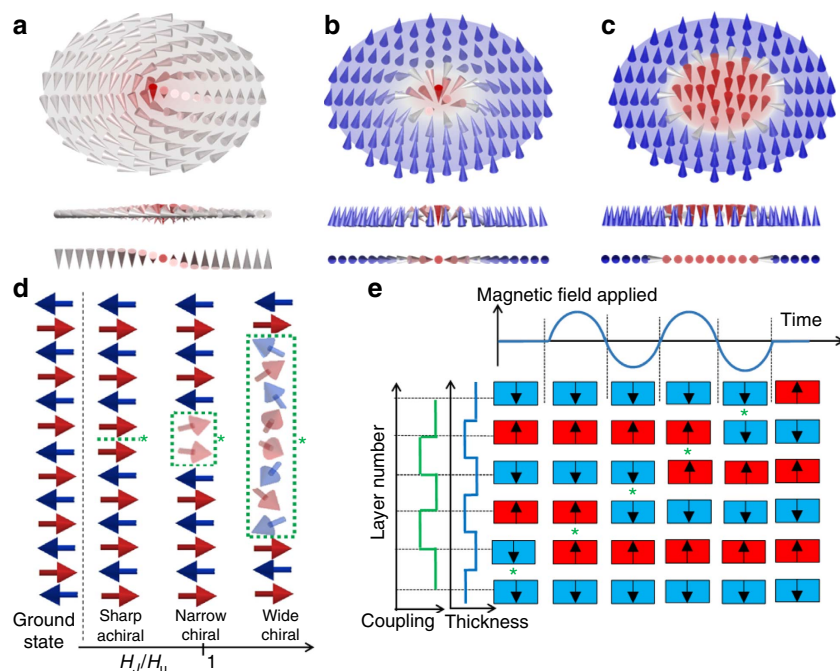 a
b
c
d
e
Magnetic field applied
Time
Layer number
*
*
*
*
*
*
*
*
Ground
state
Sharp
achiral
Narrow
chiral
Wide
chiral
Coupling
Thickness
H_J/H_u
1